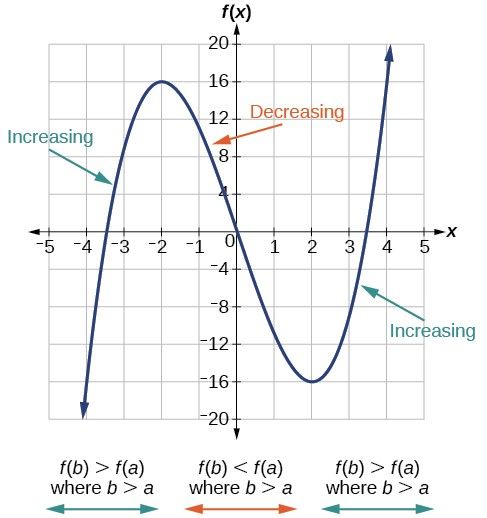 f(x)
20
16
12
8
4
Increasing
Decreasing
-5 -4 -3 -2 -1 0 1 2 3 4 5 x
-4
-8
-12
-16
-20
Increasing
f(b) > f(a)
where b > a
f(b) < f(a)
where b > a
f(b) > f(a)
where b > a